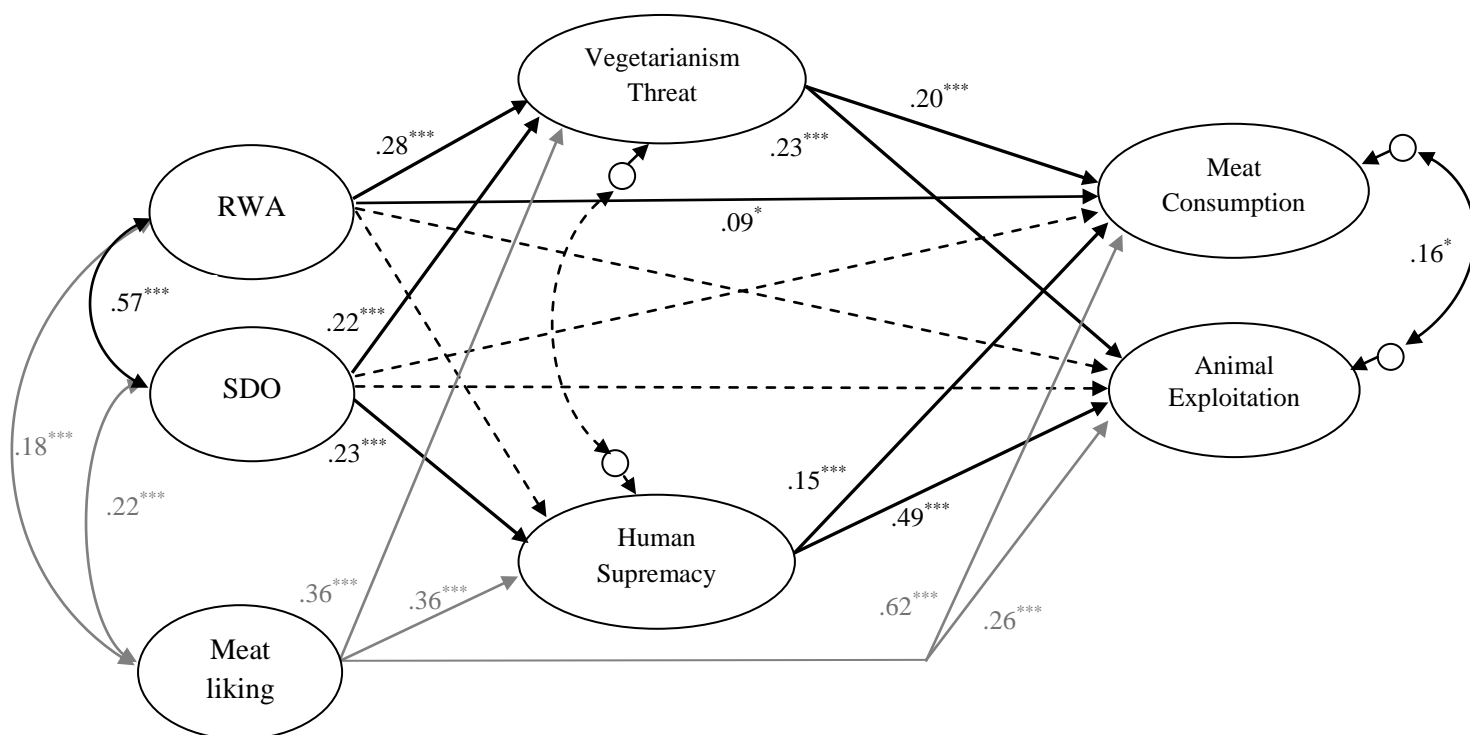 Vegetarianism
Threat
.20***
.28***
.23***
Meat
Consumption
RWA
.09*
.16*
.57***
.22***
Animal
Exploitation
SDO
.18***
.23***
.22***
.15***
.49***
Human
Supremacy
.36***
.36***
.62***
.26***
Meat
liking